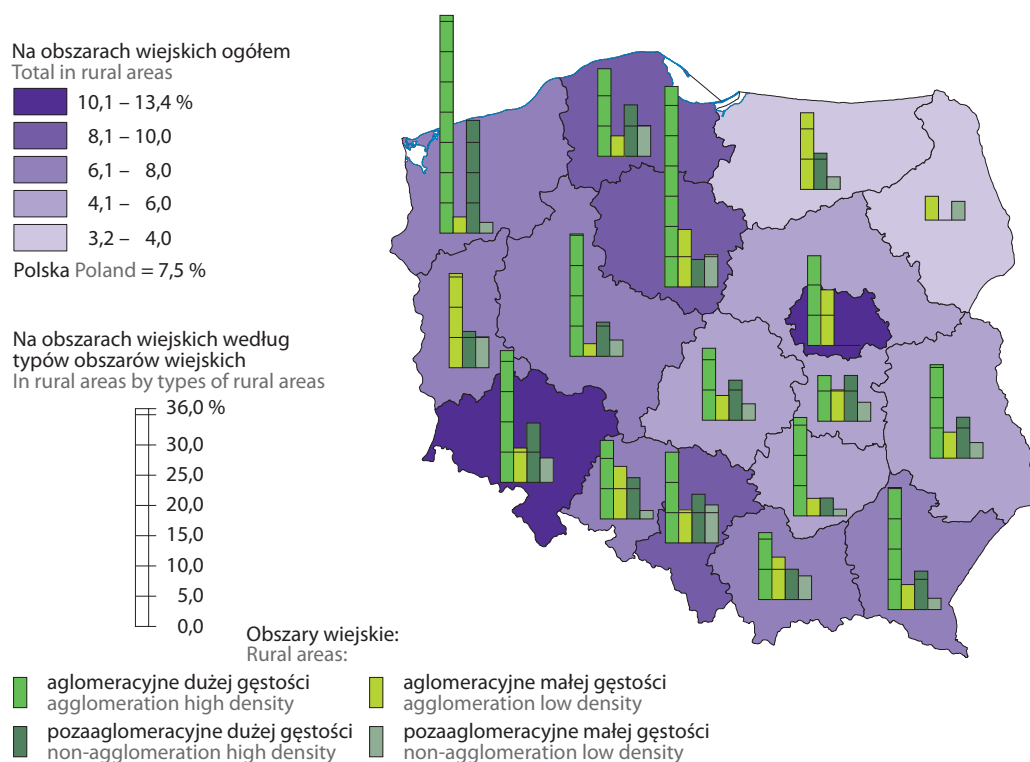 Na obszarach wiejskich ogółem
Total in rural areas
10,1 – 13,4 %
8,1 – 10,0
6,1 – 8,0
4,1 – 6,0
3,2 – 4,0
Polska Poland = 7,5 %
Na obszarach wiejskich według
typów obszarów wiejskich
In rural areas by types of rural areas
36,0 %
30,0
25,0
20,0
15,0
10,0
5,0
0,0
Obszary wiejskie:
Rural areas:
aglomeracyjne dużej gęstości
agglomeration high density
aglomeracyjne małej gęstości
agglomeration low density
pozaaglomeracyjne dużej gęstości
non-agglomeration high density
pozaaglomeracyjne małej gęstości
non-agglomeration low density